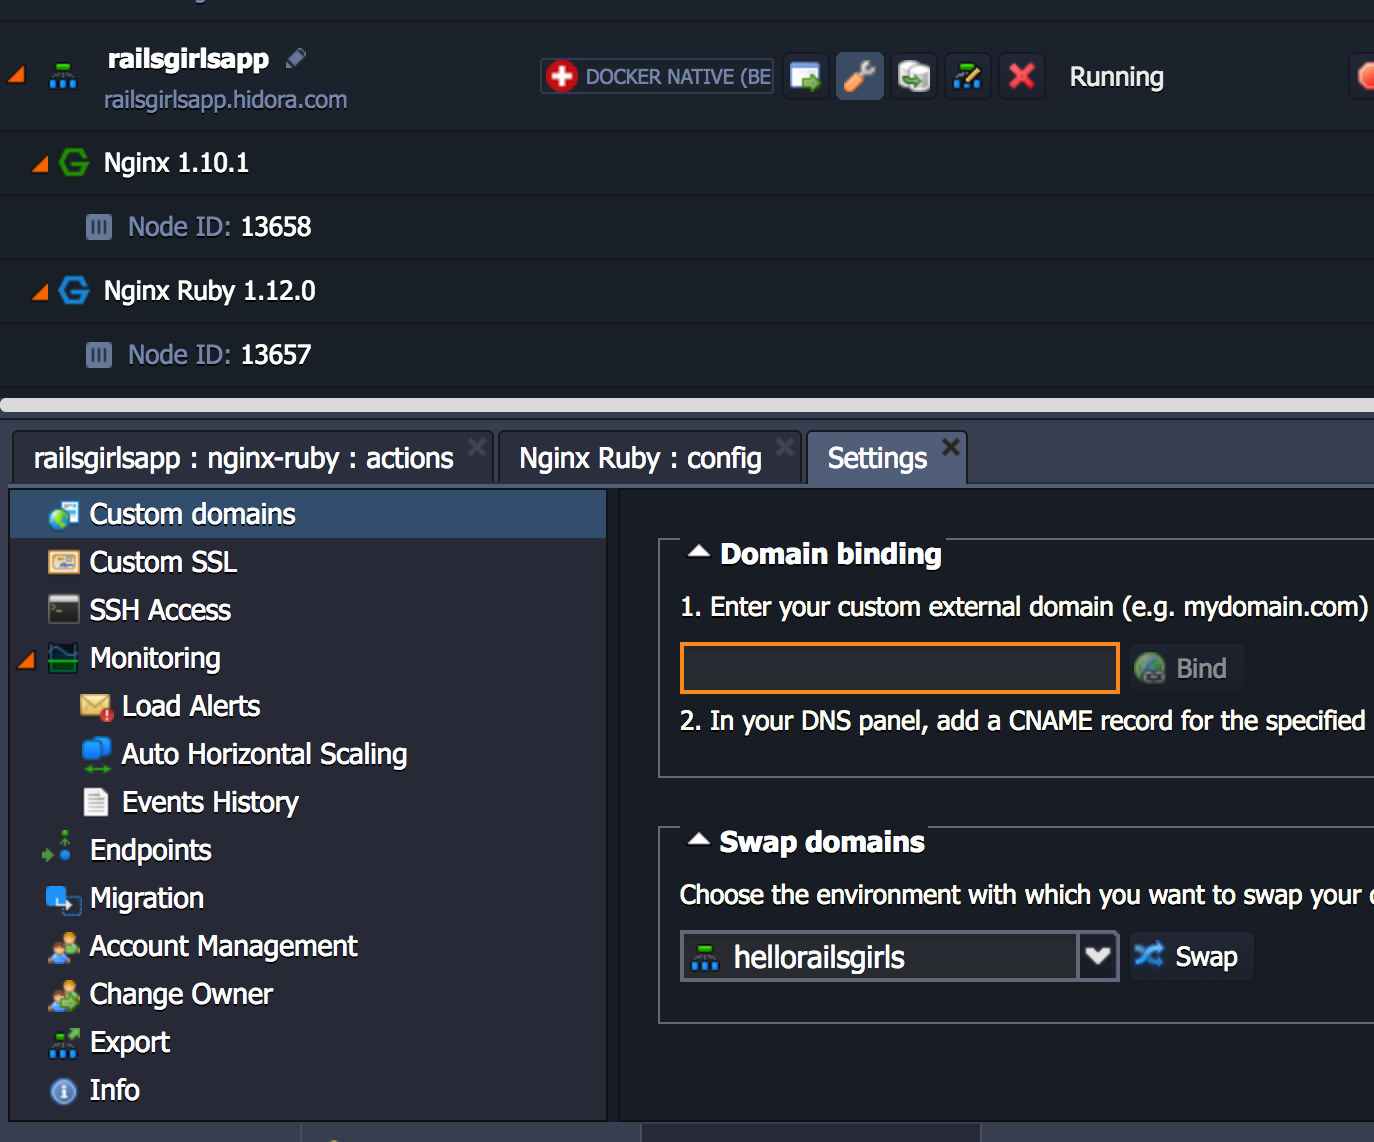 railsgirlsapp
railsgirlsapp.hidora.com
DOCKER NATIVE (BE
Running
Nginx 1.10.1
Node ID: 13658
Nginx Ruby 1.12.0
Node ID: 13657
railsgirlsapp : nginx-ruby : actions
Nginx Ruby : config
Settings
Custom domains
Custom SSL
SSH Access
Monitoring
Load Alerts
Auto Horizontal Scaling
Events History
Endpoints
Migration
Account Management
Change Owner
Export
Info
Domain binding
1. Enter your custom external domain (e.g. mydomain.com)
Bind
2. In your DNS panel, add a CNAME record for the specified
Swap domains
Choose the environment with which you want to swap your
hellorailsgirls
Swap